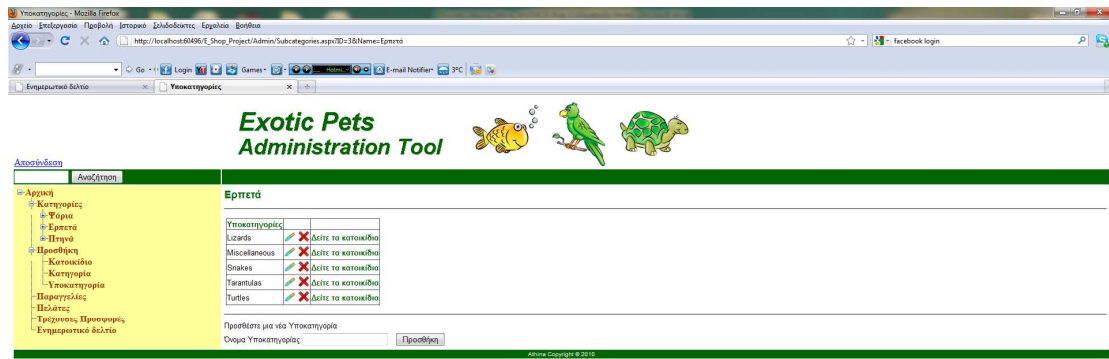 Υποκατηγορίες - Mozilla Firefox
Αρχείο Επεξεργασία Προβολή Ιστορικό Σελιδοδείκτες Εργαλεία Βοήθεια
http://localhost:60496/E_Shop_Project/Admin/Subcategories.aspx?ID=3&Name=Ερπετά
facebook login
Go Login Games E-mail Notifier 3°C
Ενημερωτικό δελτίο
Υποκατηγορίες
Exotic Pets
Administration Tool
Αποσύνδεση
Αναζήτηση
Αρχική
Κατηγορίες
Ψάρια
Ερπετά
Πτηνά
Προσθήκη
Κατοικίδιο
Κατηγορία
Υποκατηγορία
Παραγγελίες
Πελάτες
Τρέχουσες Προσφορές
Ενημερωτικό δελτίο
Ερπετά
Υποκατηγορίες
Lizards Δείτε τα κατοικίδια
Miscellaneous Δείτε τα κατοικίδια
Snakes Δείτε τα κατοικίδια
Tarantulas Δείτε τα κατοικίδια
Turtles Δείτε τα κατοικίδια
Προσθέστε μια νέα Υποκατηγορία
Όνομα Υποκατηγορίας: Προσθήκη
Athina Copyright © 2010